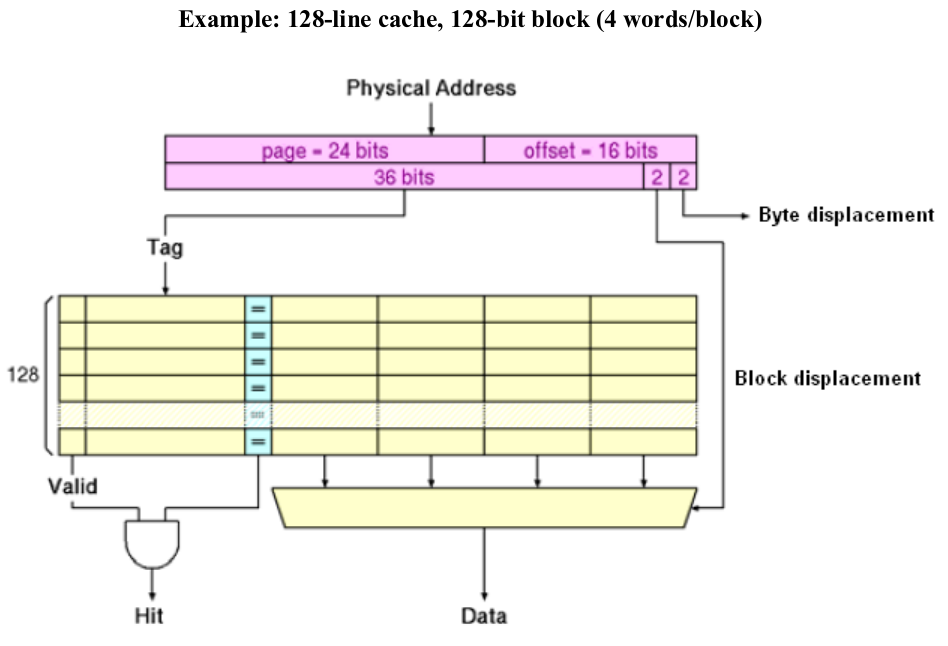 Example: 128-line cache, 128-bit block (4 words/block)
Physical Address
page = 24 bits
offset = 16 bits
36 bits
2
2
Byte displacement
Tag
=
=
=
=
=
=
128
Block displacement
Valid
Hit
Data